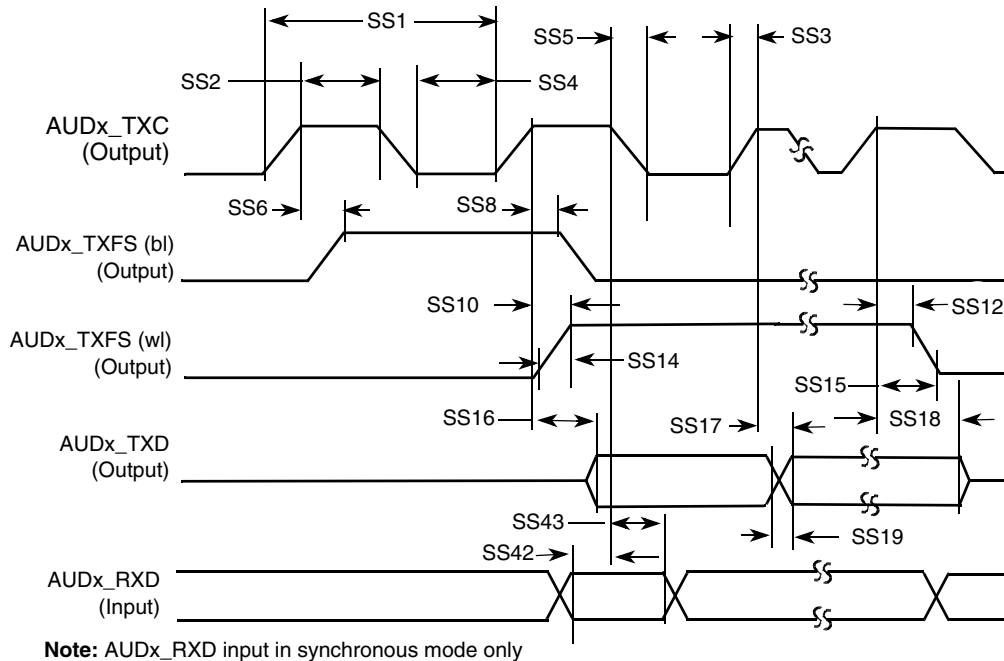 SS1
SS5
SS3
SS2
SS4
AUDx_TXC
(Output)
SS6
SS8
AUDx_TXFS (bl)
(Output)
SS10
SS12
AUDx_TXFS (wl)
(Output)
SS14
SS15
SS16
SS17
SS18
AUDx_TXD
(Output)
SS43
SS19
SS42
AUDx_RXD
(Input)
Note: AUDx_RXD input in synchronous mode only